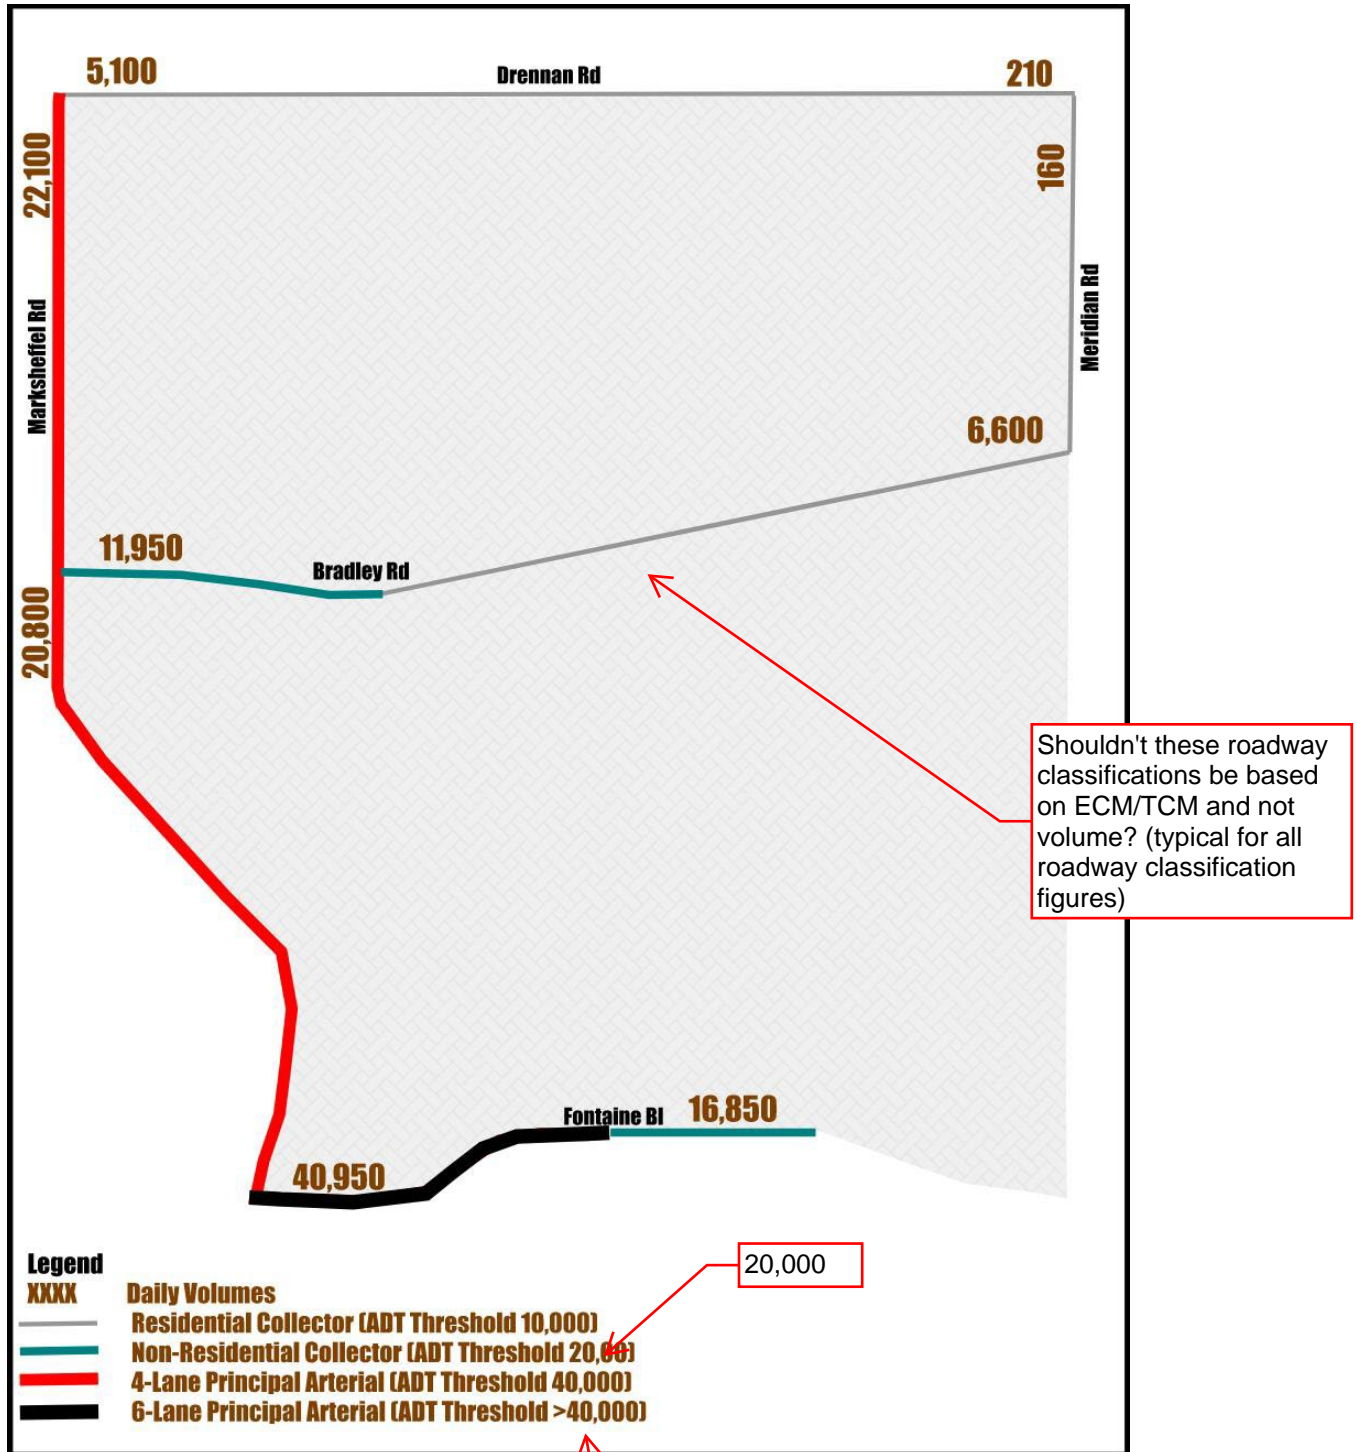 5,100
Drennan Rd
210
22,100
160
Marksheffel Rd
Meridian Rd
6,600
11,950
Bradley Rd
20,800
Shouldn't these roadway
classifications be based
on ECM/TCM and not
volume? (typical for all
roadway classification
figures)
Fontaine Bl
16,850
40,950
20,000
Legend
XXXX Daily Volumes
Residential Collector (ADT Threshold 10,000)
Non-Residential Collector (ADT Threshold 20,00)
4-Lane Principal Arterial (ADT Threshold 40,000)
6-Lane Principal Arterial (ADT Threshold >40,000)